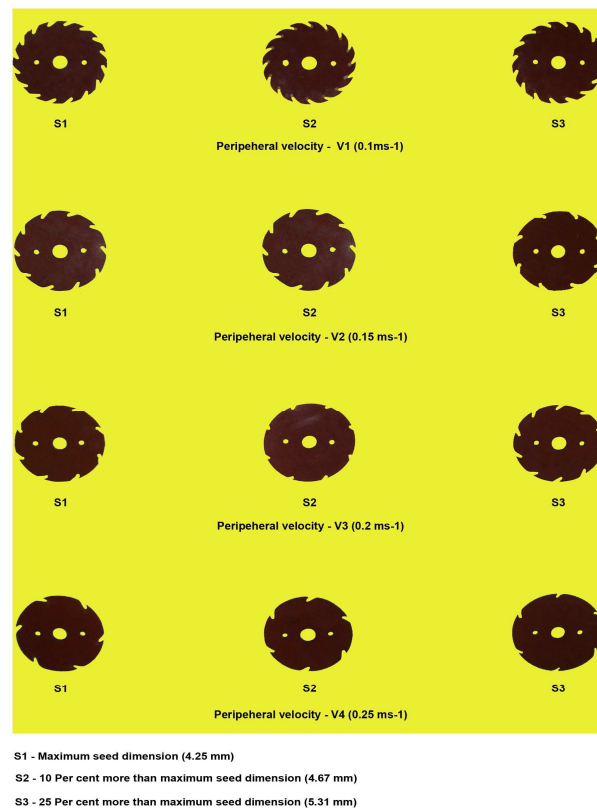 S1 S2 S3
Peripeheral velocity - V1 (0.1ms-1)
S1 S2 S3
Peripeheral velocity - V2 (0.15 ms-1)
S1 S2 S3
Peripeheral velocity - V3 (0.2 ms-1)
S1 S2 S3
Peripeheral velocity - V4 (0.25 ms-1)
S1 - Maximum seed dimension (4.25 mm)
S2 - 10 Per cent more than maximum seed dimension (4.67 mm)
S3 - 25 Per cent more than maximum seed dimension (5.31 mm)